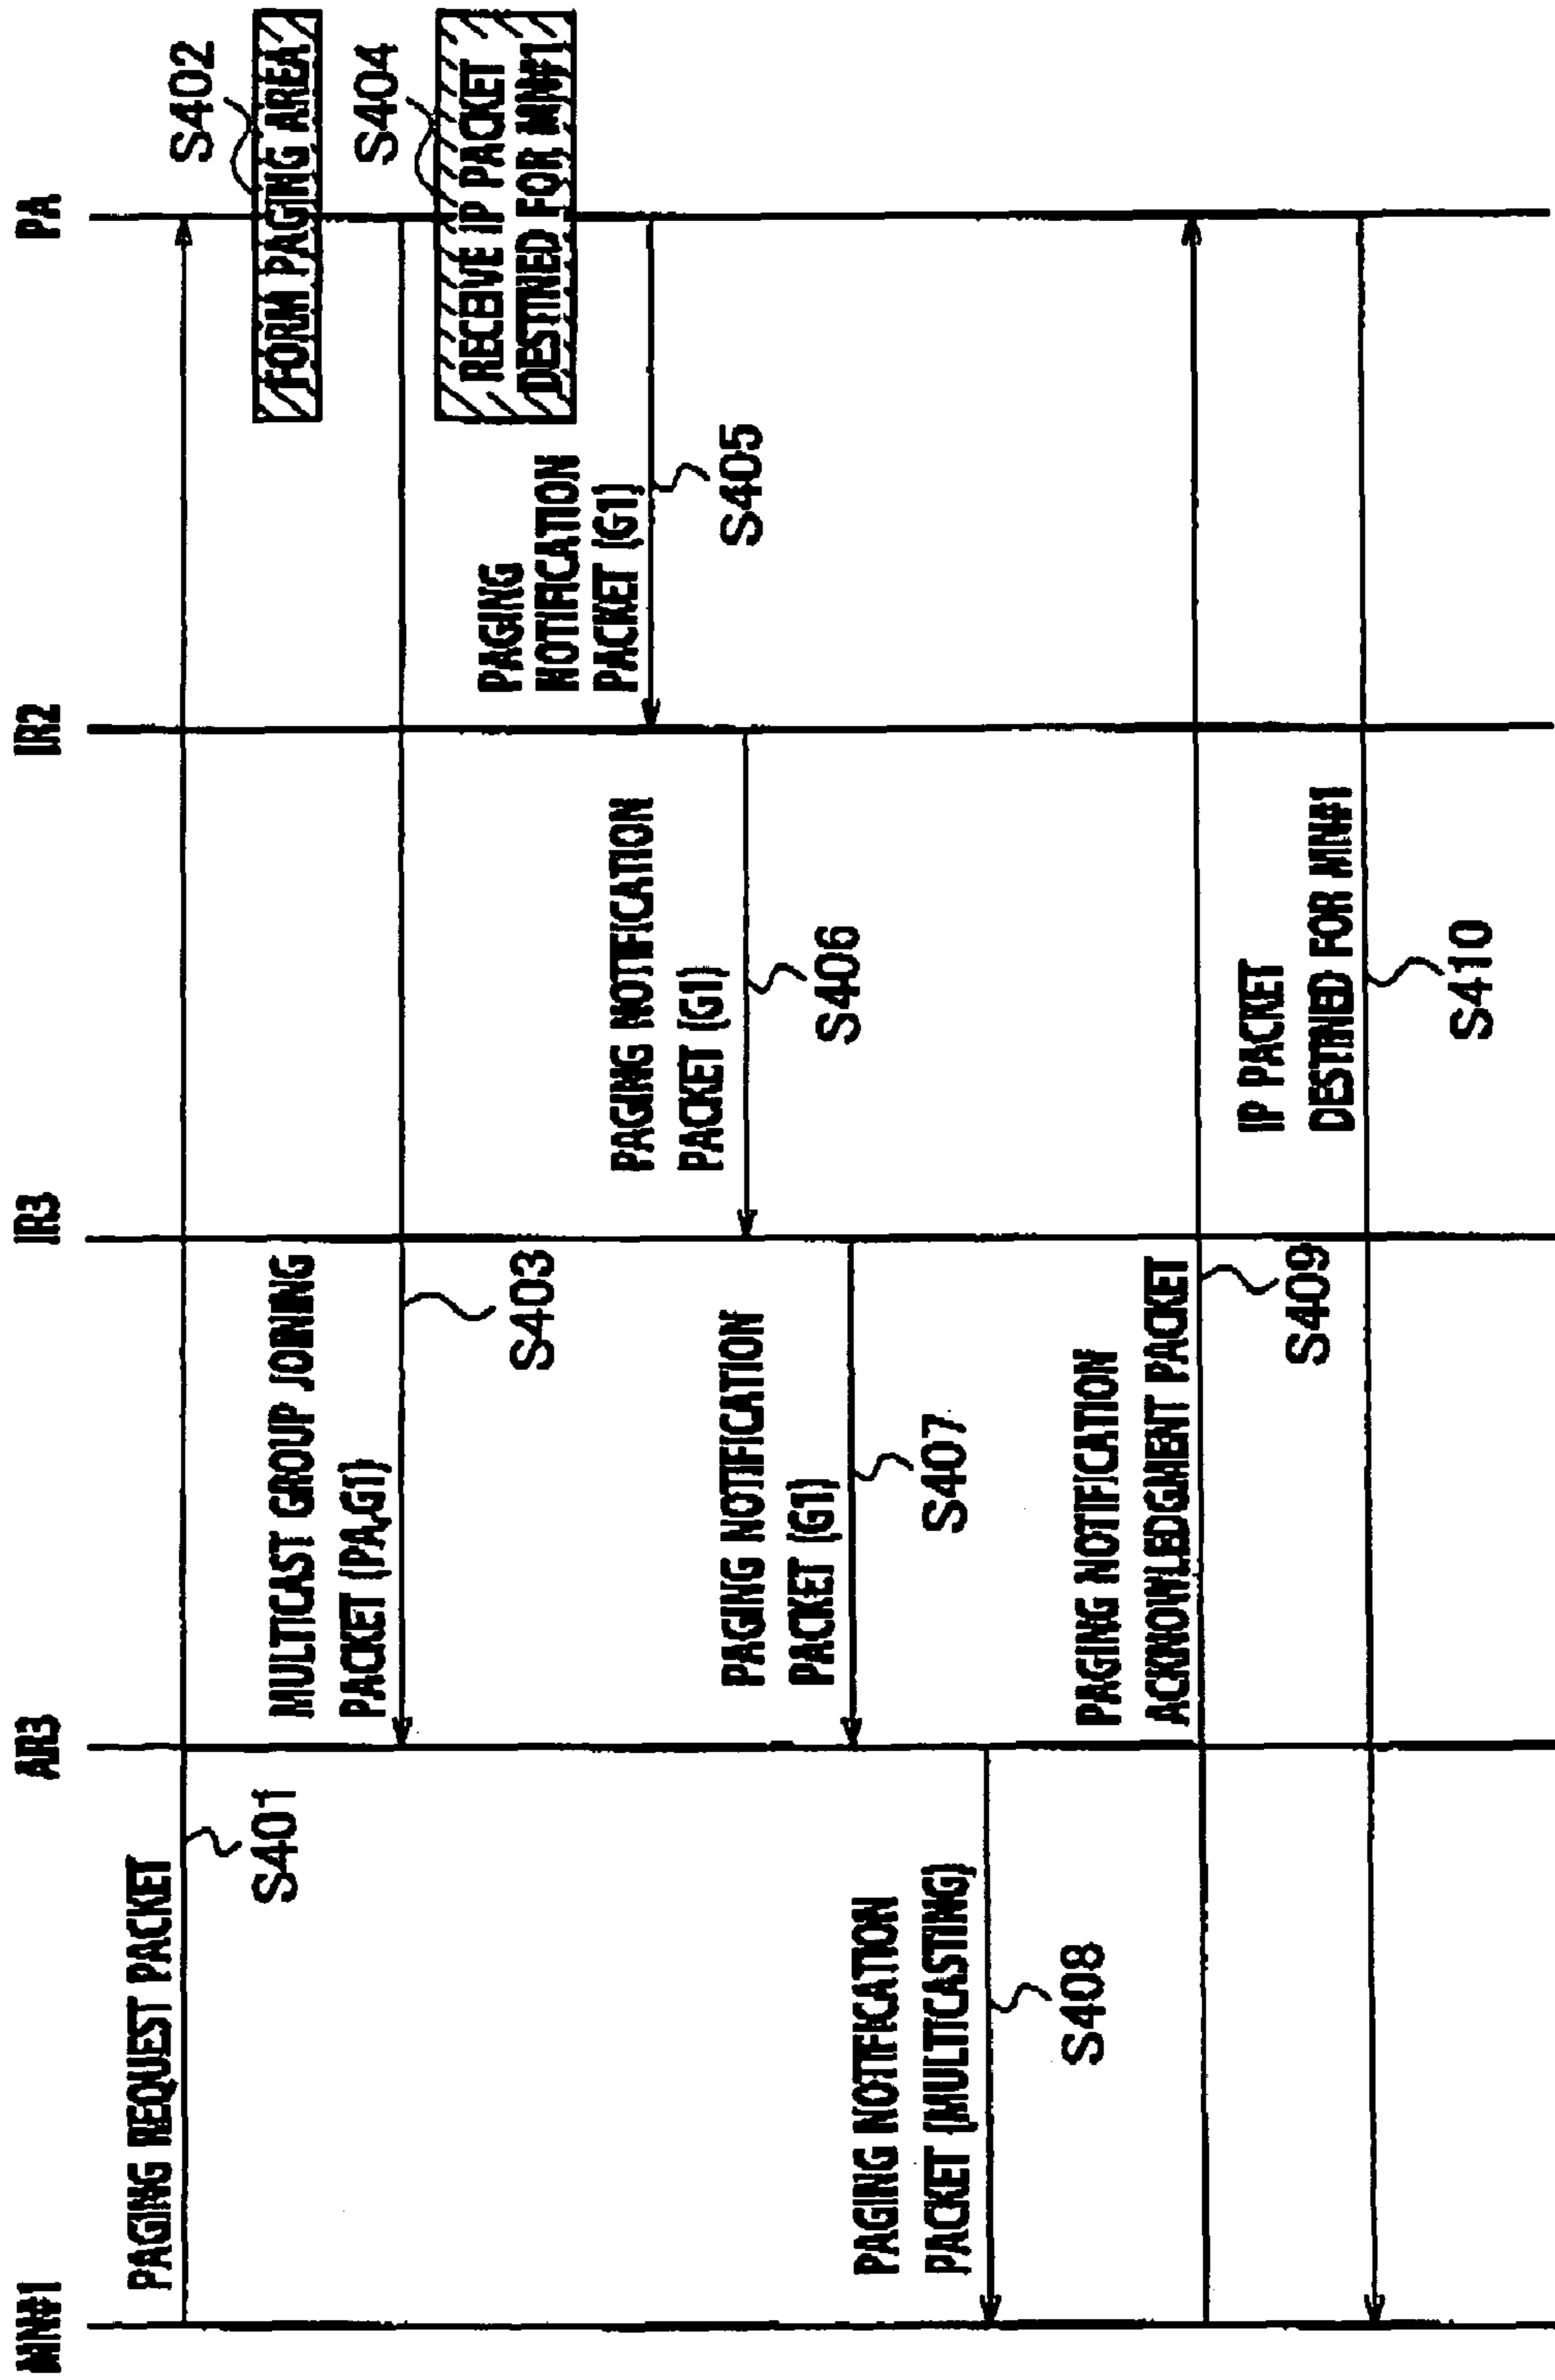 MN#1
AR3
IR3
IR2
PA
PAGING REQUEST PACKET
S401
S402
FORM PAGING AREA
MULTICAST GROUP JOINING
PACKET (PA,G1)
S403
S404
RECEIVE IP PACKET
DESTINED FOR MN#1
PAGING
NOTIFICATION
PACKET (G1)
S405
PAGING NOTIFICATION
PACKET (G1)
S406
PAGING NOTIFICATION
PACKET (G1)
S407
PAGING NOTIFICATION
PACKET (MULTICASTING)
S408
PAGING NOTIFICATION
ACKNOWLEDGMENT PACKET
S409
IP PACKET
DESTINED FOR MN#1
S410